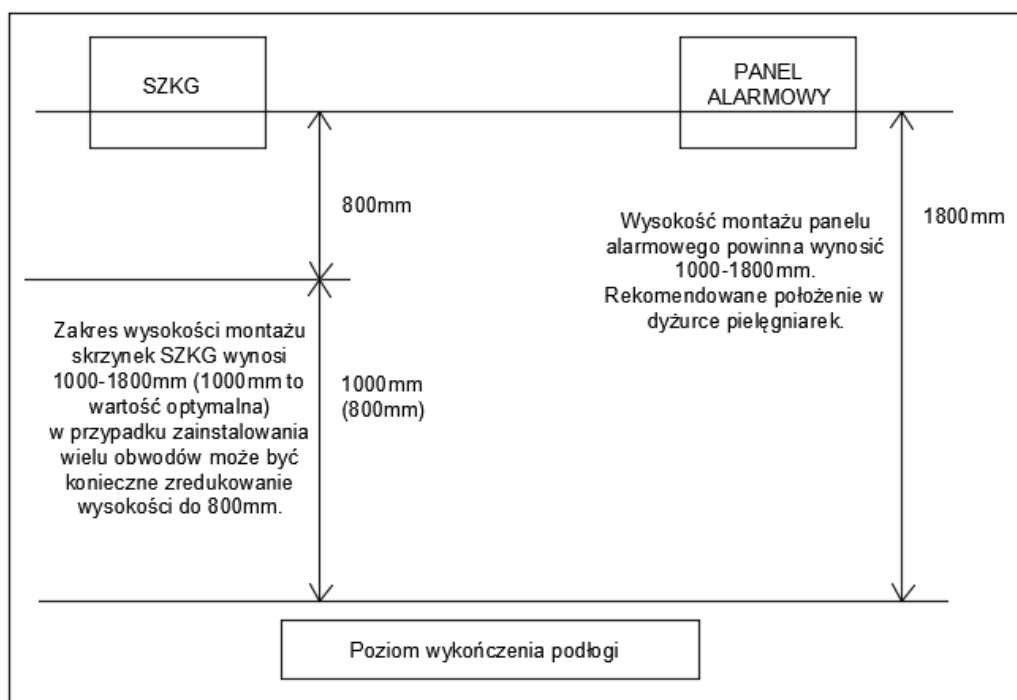 SZKG
PANEL
ALARMOWY
800mm
1800mm
Wysokość montażu panelu
alarmowego powinna wynosić
1000-1800mm.
Rekomendowane położenie w
dyżurce pielęgniarek.
Zakres wysokości montażu
skrzynek SZKG wynosi
1000-1800mm (1000mm to
wartość optymalna)
w przypadku zainstalowania
wielu obwodów może być
konieczne zredukowanie
wysokości do 800mm.
1000mm
(800mm)
Poziom wykończenia podłogi